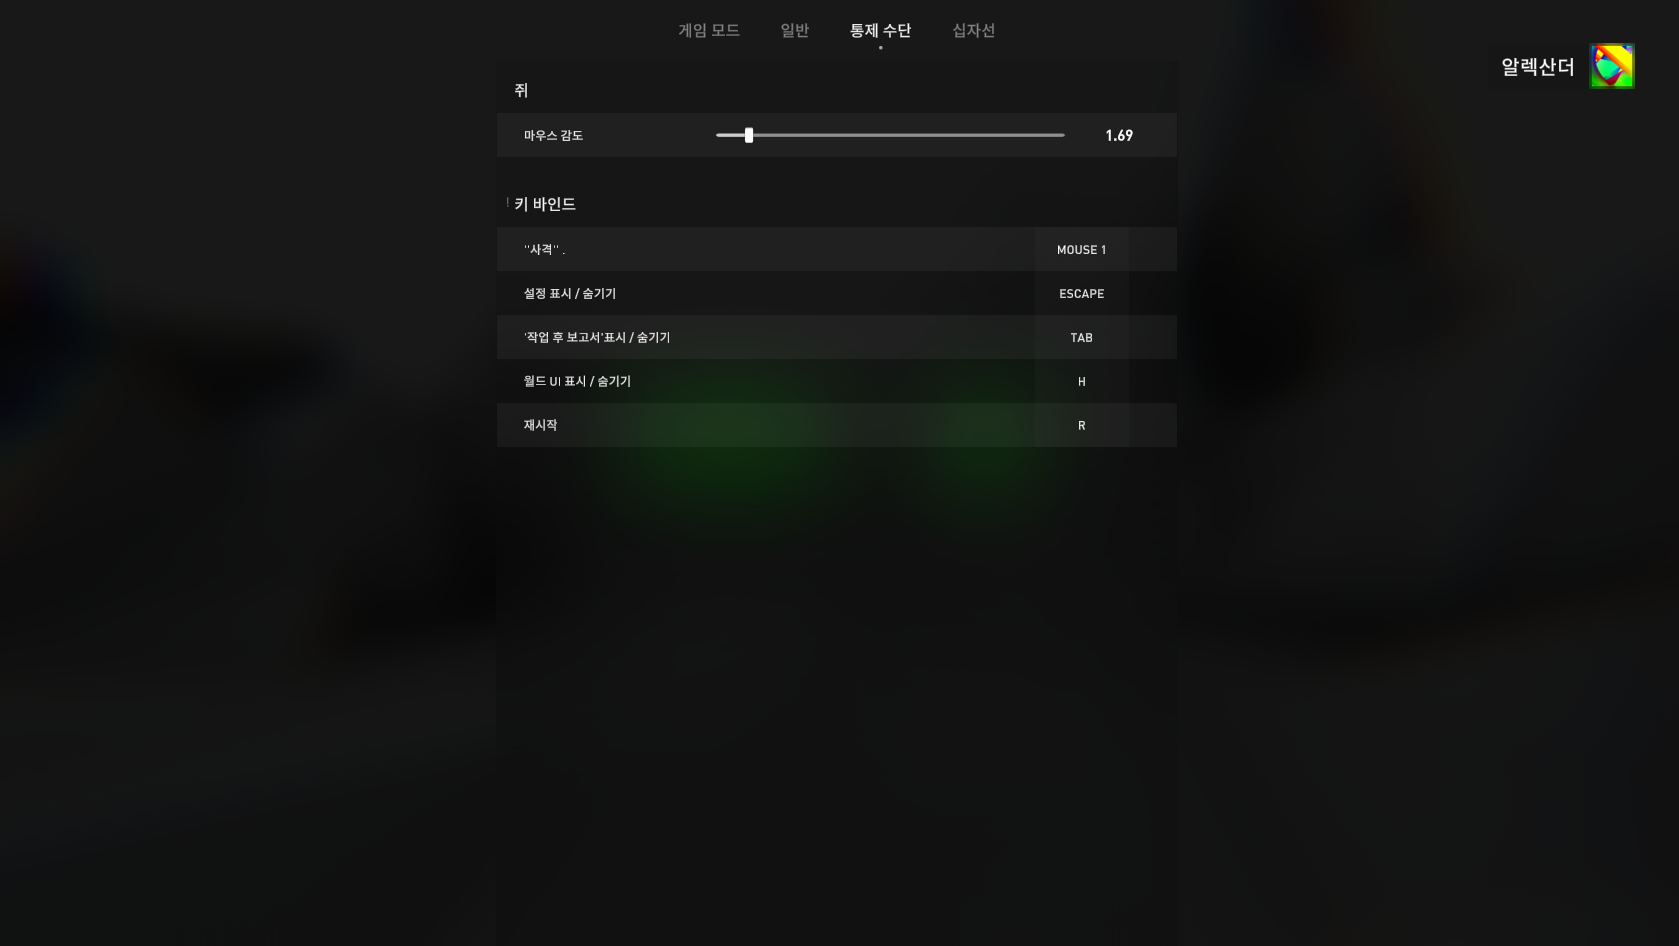 게임 모드 일반 통제 수단 십자선
알렉산더
쥐
마우스 감도 1.69
! 키 바인드
"사격" . MOUSE 1
설정 표시 / 숨기기 ESCAPE
'작업 후 보고서'표시 / 숨기기 TAB
월드 UI 표시 / 숨기기 H
재시작 R